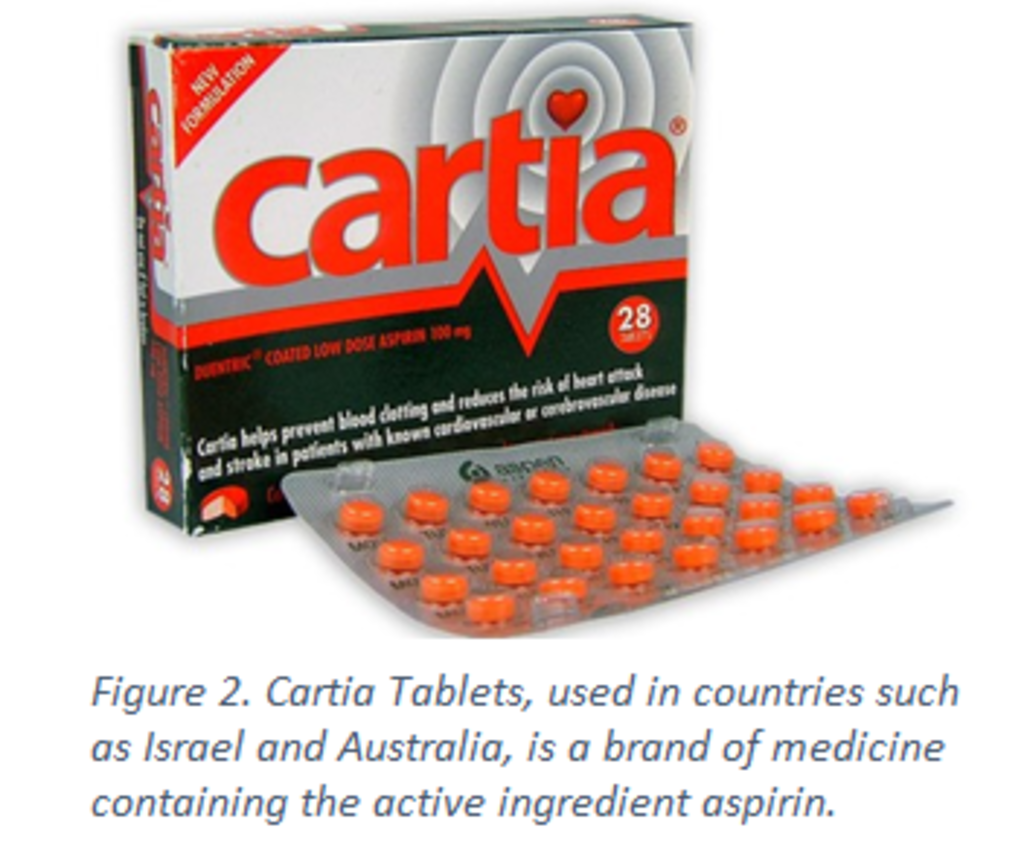 NEW
FORMULATION
cartia®
cartia
28
TABLETS
DUENTRIC® COATED LOW DOSE ASPIRIN 100 mg
Cartia helps prevent blood clotting and reduces the risk of heart attack
and stroke in patients with known cardiovascular or cerebrovascular disease
28
aspen
Figure 2. Cartia Tablets, used in countries such
as Israel and Australia, is a brand of medicine
containing the active ingredient aspirin.